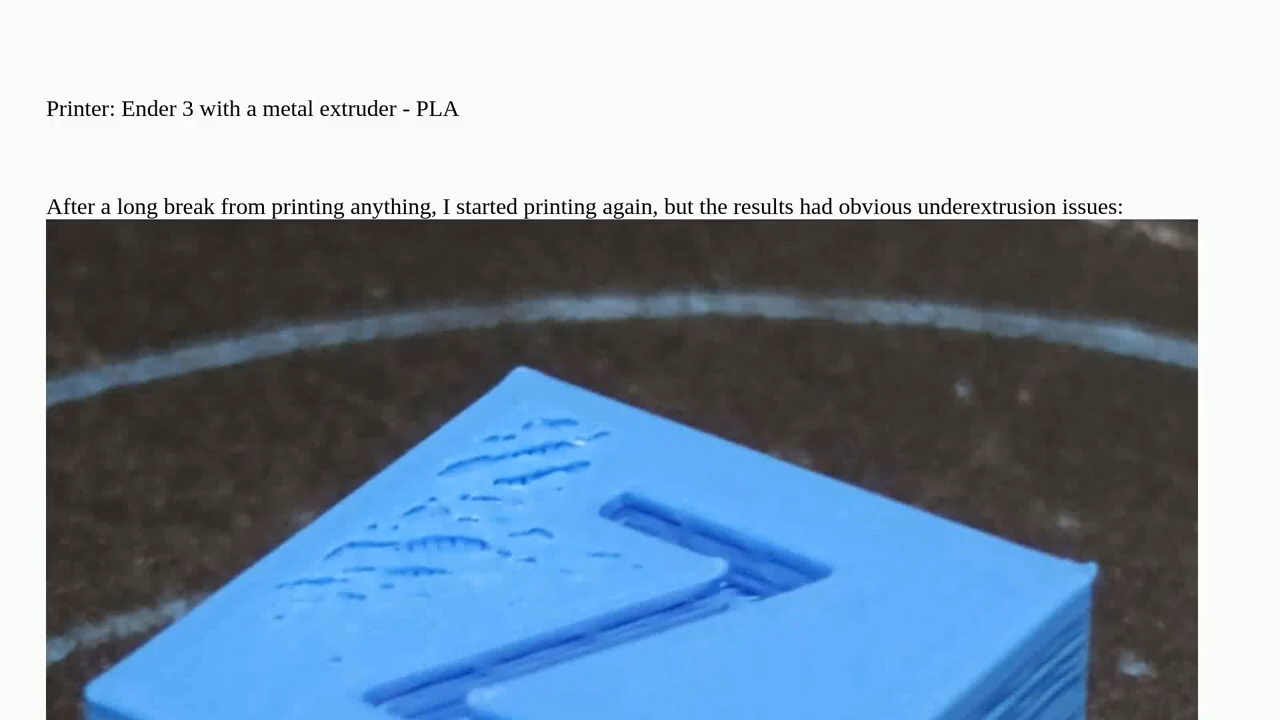 Printer: Ender 3 with a metal extruder - PLA
After a long break from printing anything, I started printing again, but the results had obvious underextrusion issues: